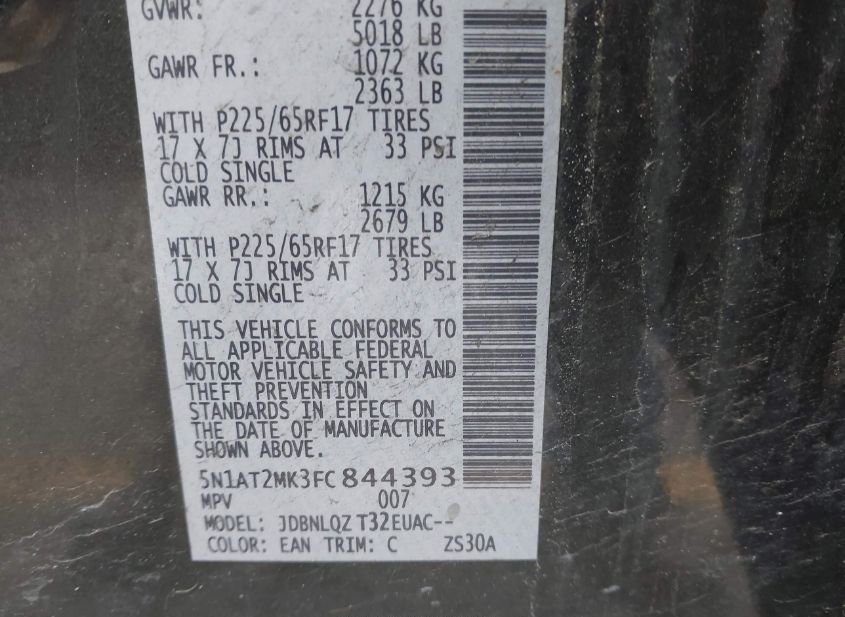 GVWR: 2276 KG
5018 LB
GAWR FR.: 1072 KG
2363 LB
WITH P225/65RF17 TIRES
17 X 7J RIMS AT 33 PSI
COLD SINGLE
GAWR RR.: 1215 KG
2679 LB
WITH P225/65RF17 TIRES
17 X 7J RIMS AT 33 PSI
COLD SINGLE
THIS VEHICLE CONFORMS TO
ALL APPLICABLE FEDERAL
MOTOR VEHICLE SAFETY AND
THEFT PREVENTION
STANDARDS IN EFFECT ON
THE DATE OF MANUFACTURE
SHOWN ABOVE.
5N1AT2MK3FC844393
MPV 007
MODEL: JDBNLQZ T32EUAC--
COLOR: EAN TRIM: C ZS30A